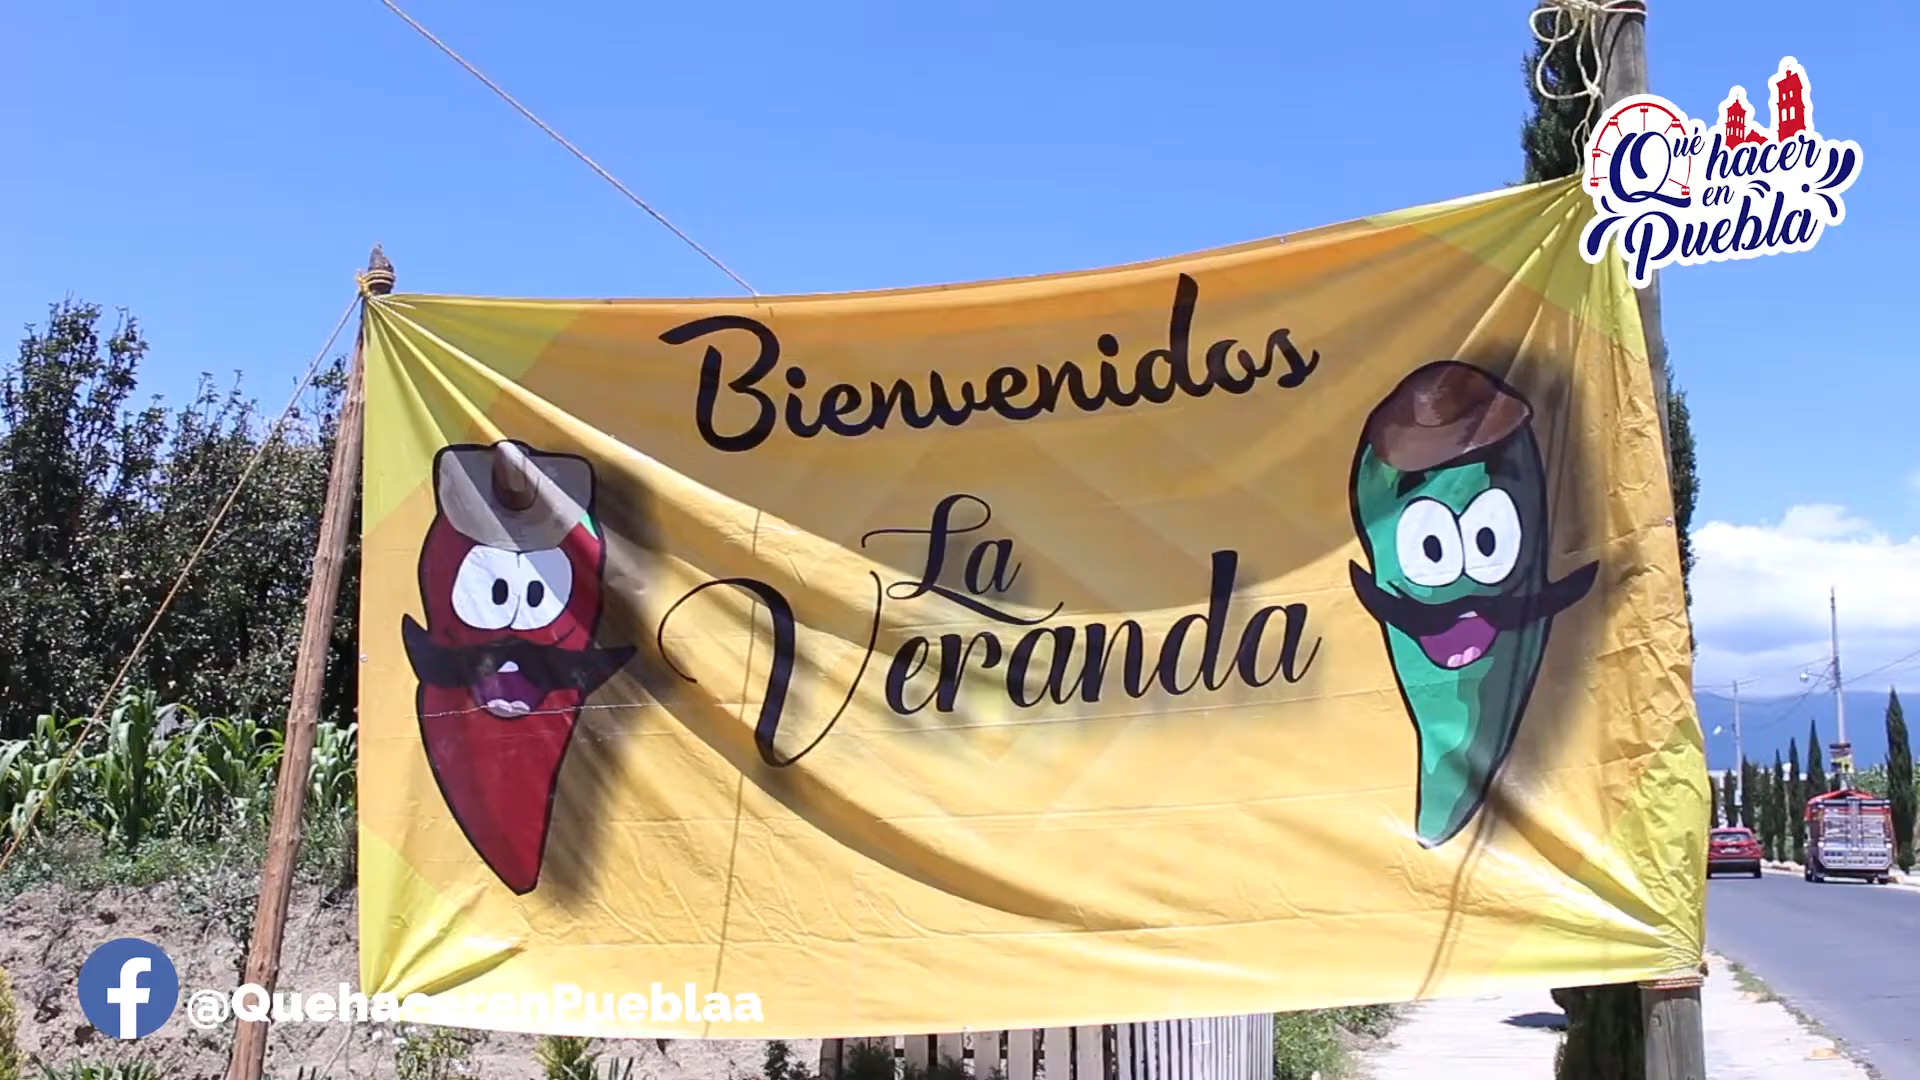 Qué hacer
en
Puebla
Bienvenidos
La
Veranda
@QuehacerenPueblaa